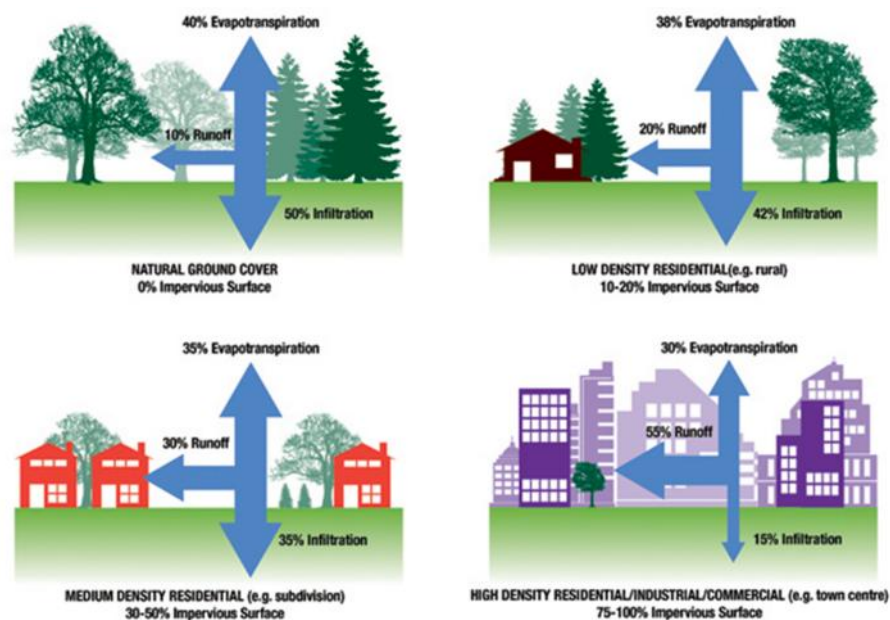 40% Evapotranspiration
10% Runoff
50% Infiltration
NATURAL GROUND COVER
0% Impervious Surface
38% Evapotranspiration
20% Runoff
42% Infiltration
LOW DENSITY RESIDENTIAL(e.g. rural)
10-20% Impervious Surface
35% Evapotranspiration
30% Runoff
35% Infiltration
MEDIUM DENSITY RESIDENTIAL (e.g. subdivision)
30-50% Impervious Surface
30% Evapotranspiration
55% Runoff
15% Infiltration
HIGH DENSITY RESIDENTIAL/INDUSTRIAL/COMMERCIAL (e.g. town centre)
75-100% Impervious Surface